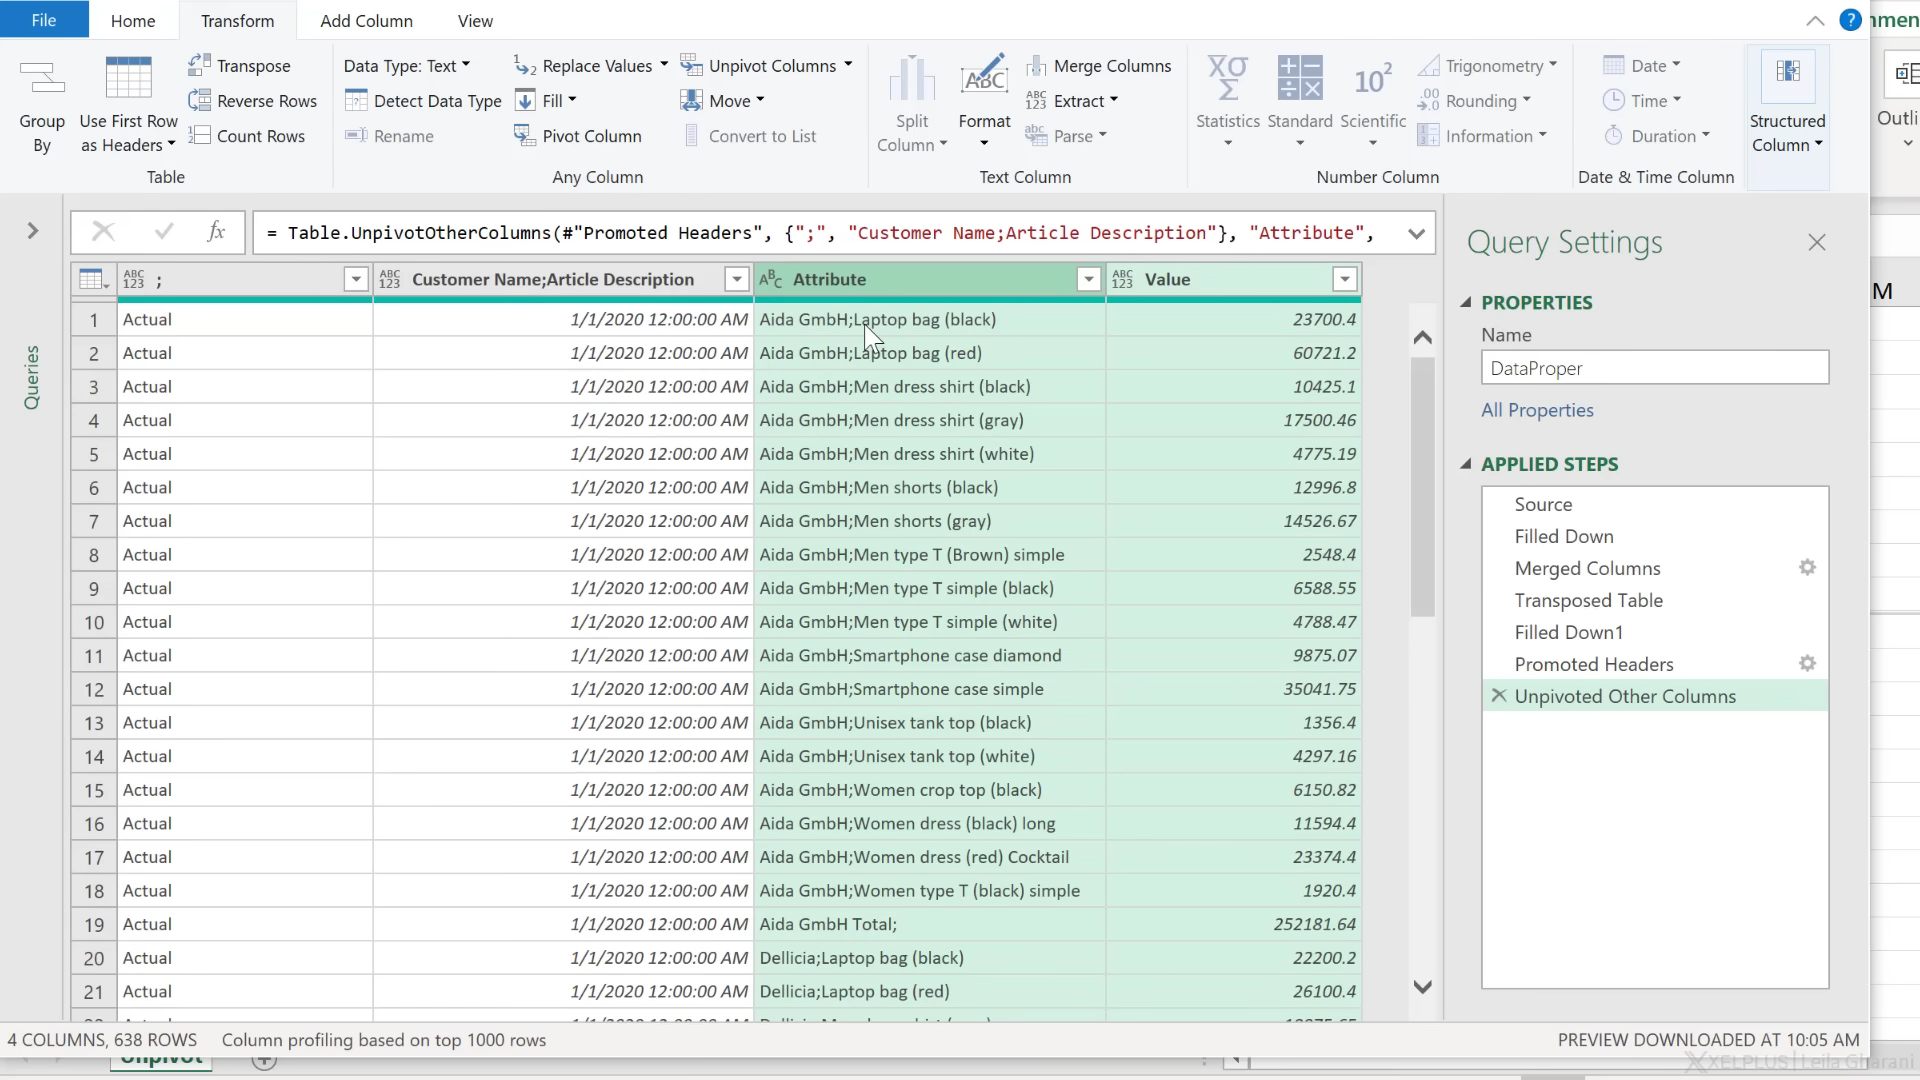 File Home Transform Add Column View
nmen
Group By
Use First Row as Headers
Transpose
Reverse Rows
Count Rows
Table
Data Type: Text
Detect Data Type
Rename
1 2 Replace Values
Fill
Pivot Column
Unpivot Columns
Move
Convert to List
Any Column
Split Column
ABC Format
Merge Columns
ABC 123 Extract
abc Parse
Text Column
XΣO Statistics
Standard
10² Scientific
Trigonometry
.00 Rounding
Information
Number Column
Date
Time
Duration
Date & Time Column
Structured Column
Outli
fx = Table.UnpivotOtherColumns(#"Promoted Headers", {";", "Customer Name;Article Description"}, "Attribute",
Queries
ABC 123 ; ABC 123 Customer Name;Article Description ABC Attribute ABC 123 Value
1 Actual 1/1/2020 12:00:00 AM Aida GmbH;Laptop bag (black) 23700.4
2 Actual 1/1/2020 12:00:00 AM Aida GmbH;Laptop bag (red) 60721.2
3 Actual 1/1/2020 12:00:00 AM Aida GmbH;Men dress shirt (black) 10425.1
4 Actual 1/1/2020 12:00:00 AM Aida GmbH;Men dress shirt (gray) 17500.46
5 Actual 1/1/2020 12:00:00 AM Aida GmbH;Men dress shirt (white) 4775.19
6 Actual 1/1/2020 12:00:00 AM Aida GmbH;Men shorts (black) 12996.8
7 Actual 1/1/2020 12:00:00 AM Aida GmbH;Men shorts (gray) 14526.67
8 Actual 1/1/2020 12:00:00 AM Aida GmbH;Men type T (Brown) simple 2548.4
9 Actual 1/1/2020 12:00:00 AM Aida GmbH;Men type T simple (black) 6588.55
10 Actual 1/1/2020 12:00:00 AM Aida GmbH;Men type T simple (white) 4788.47
11 Actual 1/1/2020 12:00:00 AM Aida GmbH;Smartphone case diamond 9875.07
12 Actual 1/1/2020 12:00:00 AM Aida GmbH;Smartphone case simple 35041.75
13 Actual 1/1/2020 12:00:00 AM Aida GmbH;Unisex tank top (black) 1356.4
14 Actual 1/1/2020 12:00:00 AM Aida GmbH;Unisex tank top (white) 4297.16
15 Actual 1/1/2020 12:00:00 AM Aida GmbH;Women crop top (black) 6150.82
16 Actual 1/1/2020 12:00:00 AM Aida GmbH;Women dress (black) long 11594.4
17 Actual 1/1/2020 12:00:00 AM Aida GmbH;Women dress (red) Cocktail 23374.4
18 Actual 1/1/2020 12:00:00 AM Aida GmbH;Women type T (black) simple 1920.4
19 Actual 1/1/2020 12:00:00 AM Aida GmbH Total; 252181.64
20 Actual 1/1/2020 12:00:00 AM Dellicia;Laptop bag (black) 22200.2
21 Actual 1/1/2020 12:00:00 AM Dellicia;Laptop bag (red) 26100.4
Query Settings
PROPERTIES
Name
DataProper
All Properties
APPLIED STEPS
Source
Filled Down
Merged Columns
Transposed Table
Filled Down1
Promoted Headers
Unpivoted Other Columns
M
4 COLUMNS, 638 ROWS Column profiling based on top 1000 rows PREVIEW DOWNLOADED AT 10:05 AM
Unpivot
XELPLUS | Leila Gharani